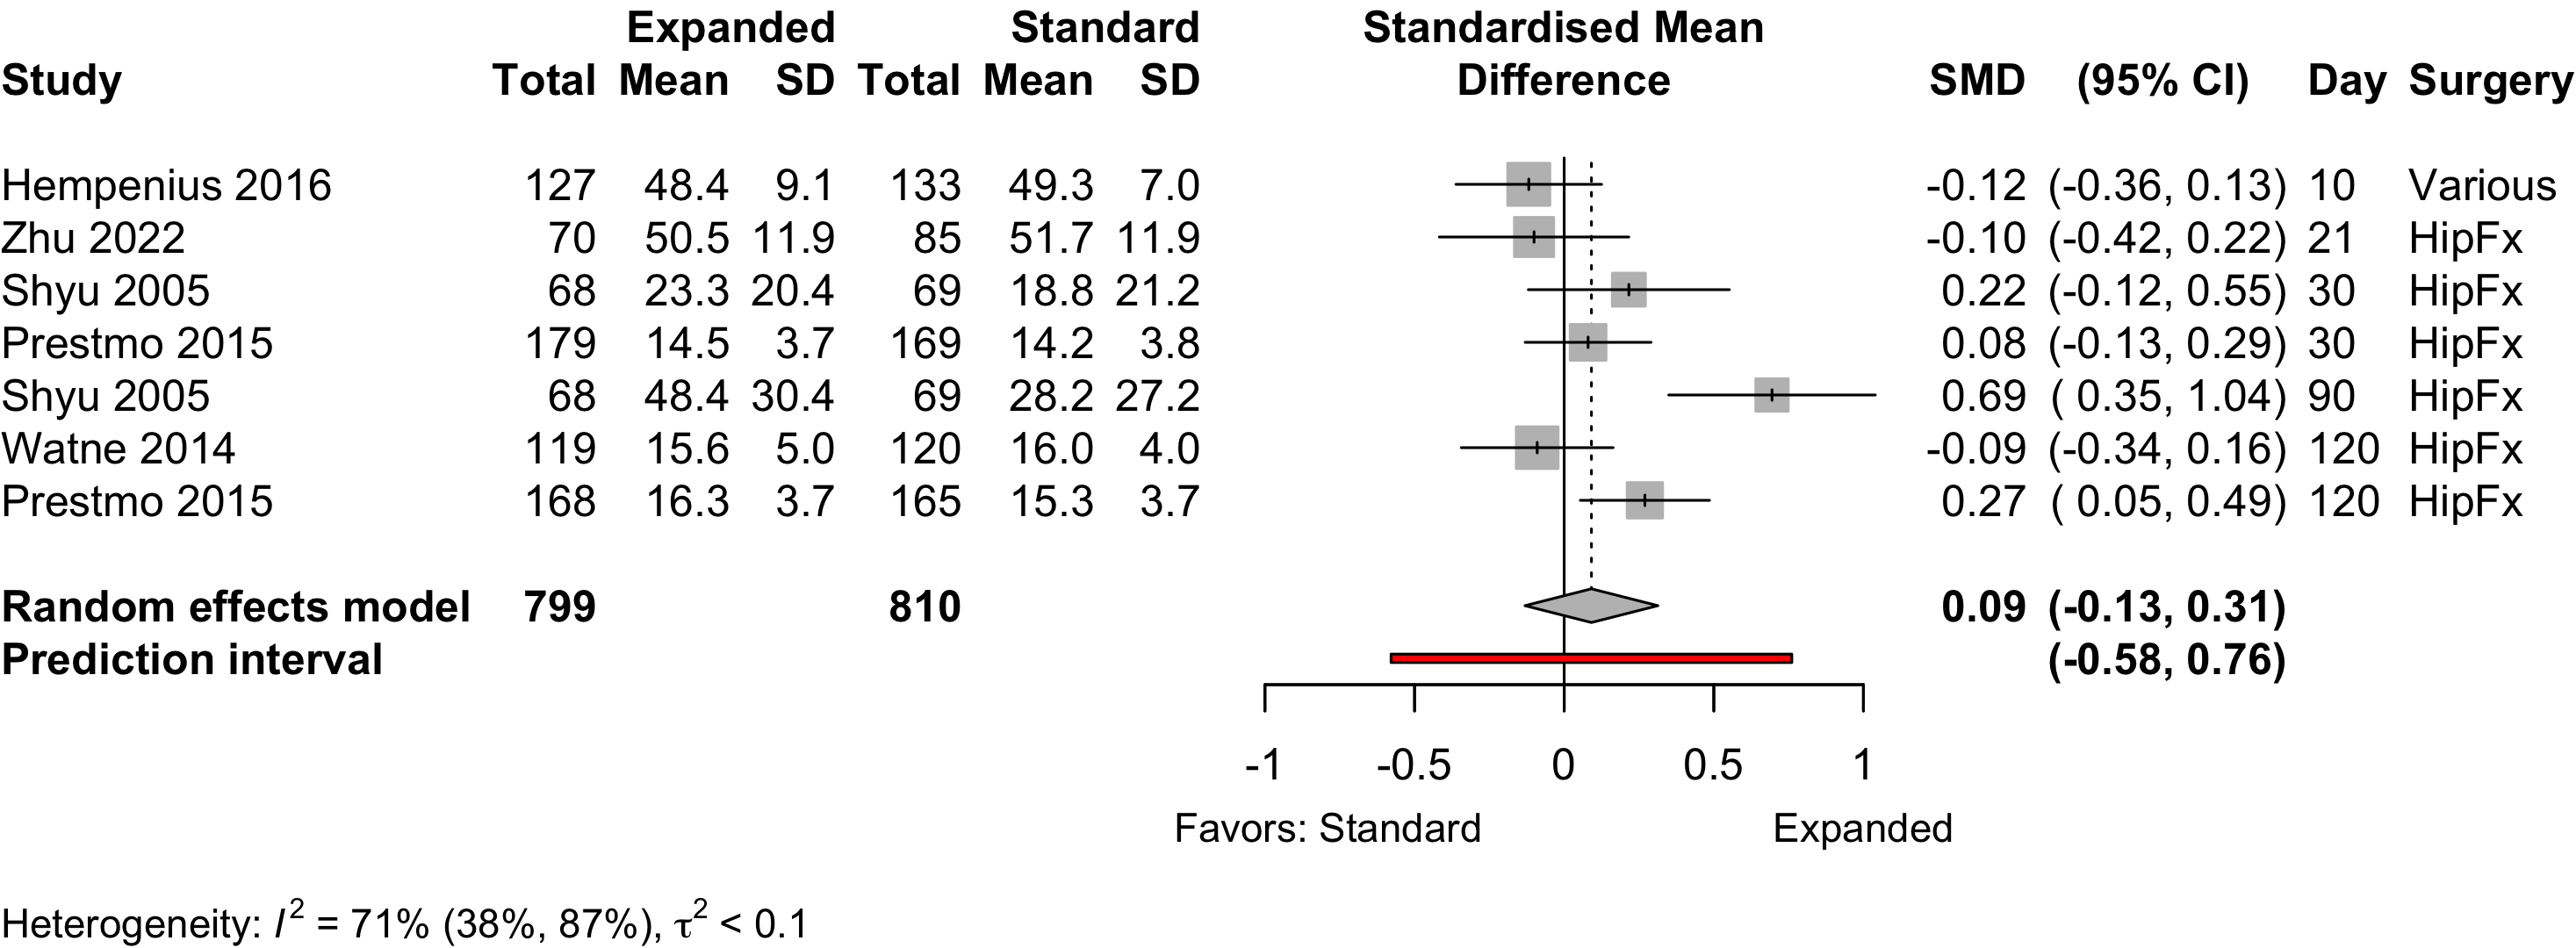 Expanded Standard Standardised Mean
Study Total Mean SD Total Mean SD Difference SMD (95% CI) Day Surgery
Hempenius 2016 127 48.4 9.1 133 49.3 7.0 -0.12 (-0.36, 0.13) 10 Various
Zhu 2022 70 50.5 11.9 85 51.7 11.9 -0.10 (-0.42, 0.22) 21 HipFx
Shyu 2005 68 23.3 20.4 69 18.8 21.2 0.22 (-0.12, 0.55) 30 HipFx
Prestmo 2015 179 14.5 3.7 169 14.2 3.8 0.08 (-0.13, 0.29) 30 HipFx
Shyu 2005 68 48.4 30.4 69 28.2 27.2 0.69 ( 0.35, 1.04) 90 HipFx
Watne 2014 119 15.6 5.0 120 16.0 4.0 -0.09 (-0.34, 0.16) 120 HipFx
Prestmo 2015 168 16.3 3.7 165 15.3 3.7 0.27 ( 0.05, 0.49) 120 HipFx
Random effects model 799 810 0.09 (-0.13, 0.31)
Prediction interval (-0.58, 0.76)
-1 -0.5 0 0.5 1
Favors: Standard Expanded
Heterogeneity: I² = 71% (38%, 87%), τ² < 0.1